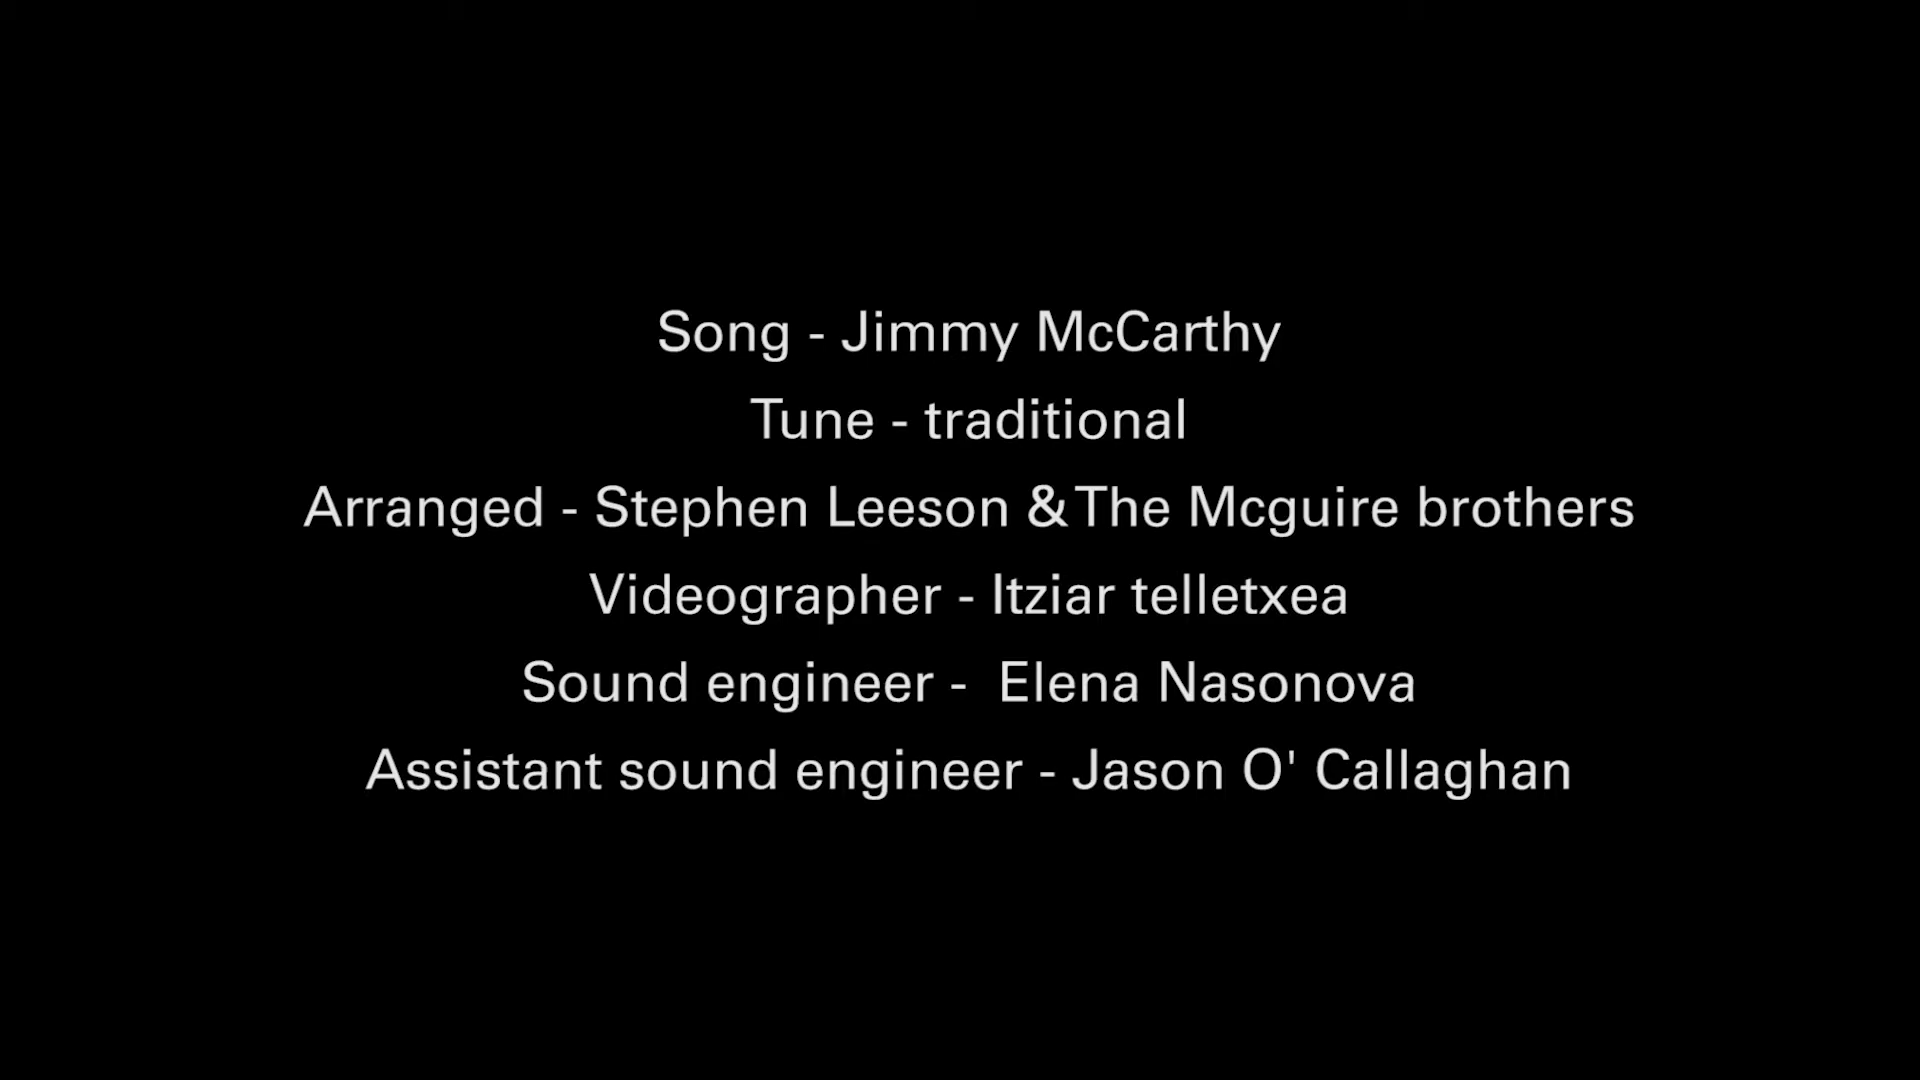 Song - Jimmy McCarthy
Tune - traditional
Arranged - Stephen Leeson & The Mcguire brothers
Videographer - Itziar telletxea
Sound engineer -  Elena Nasonova
Assistant sound engineer - Jason O' Callaghan